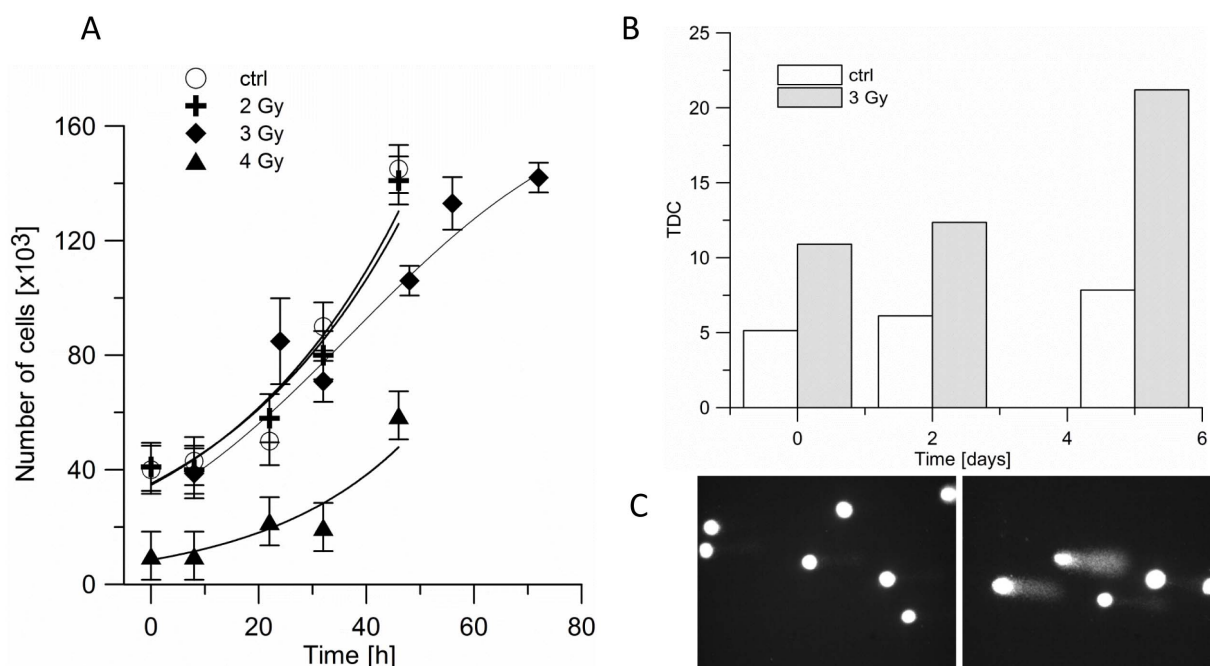 A
ctrl
2 Gy
3 Gy
4 Gy
160
120
80
40
0
Number of cells [x10³]
0 20 40 60 80
Time [h]
B
ctrl
3 Gy
25
20
15
10
5
0
TDC
0 2 4 6
Time [days]
C